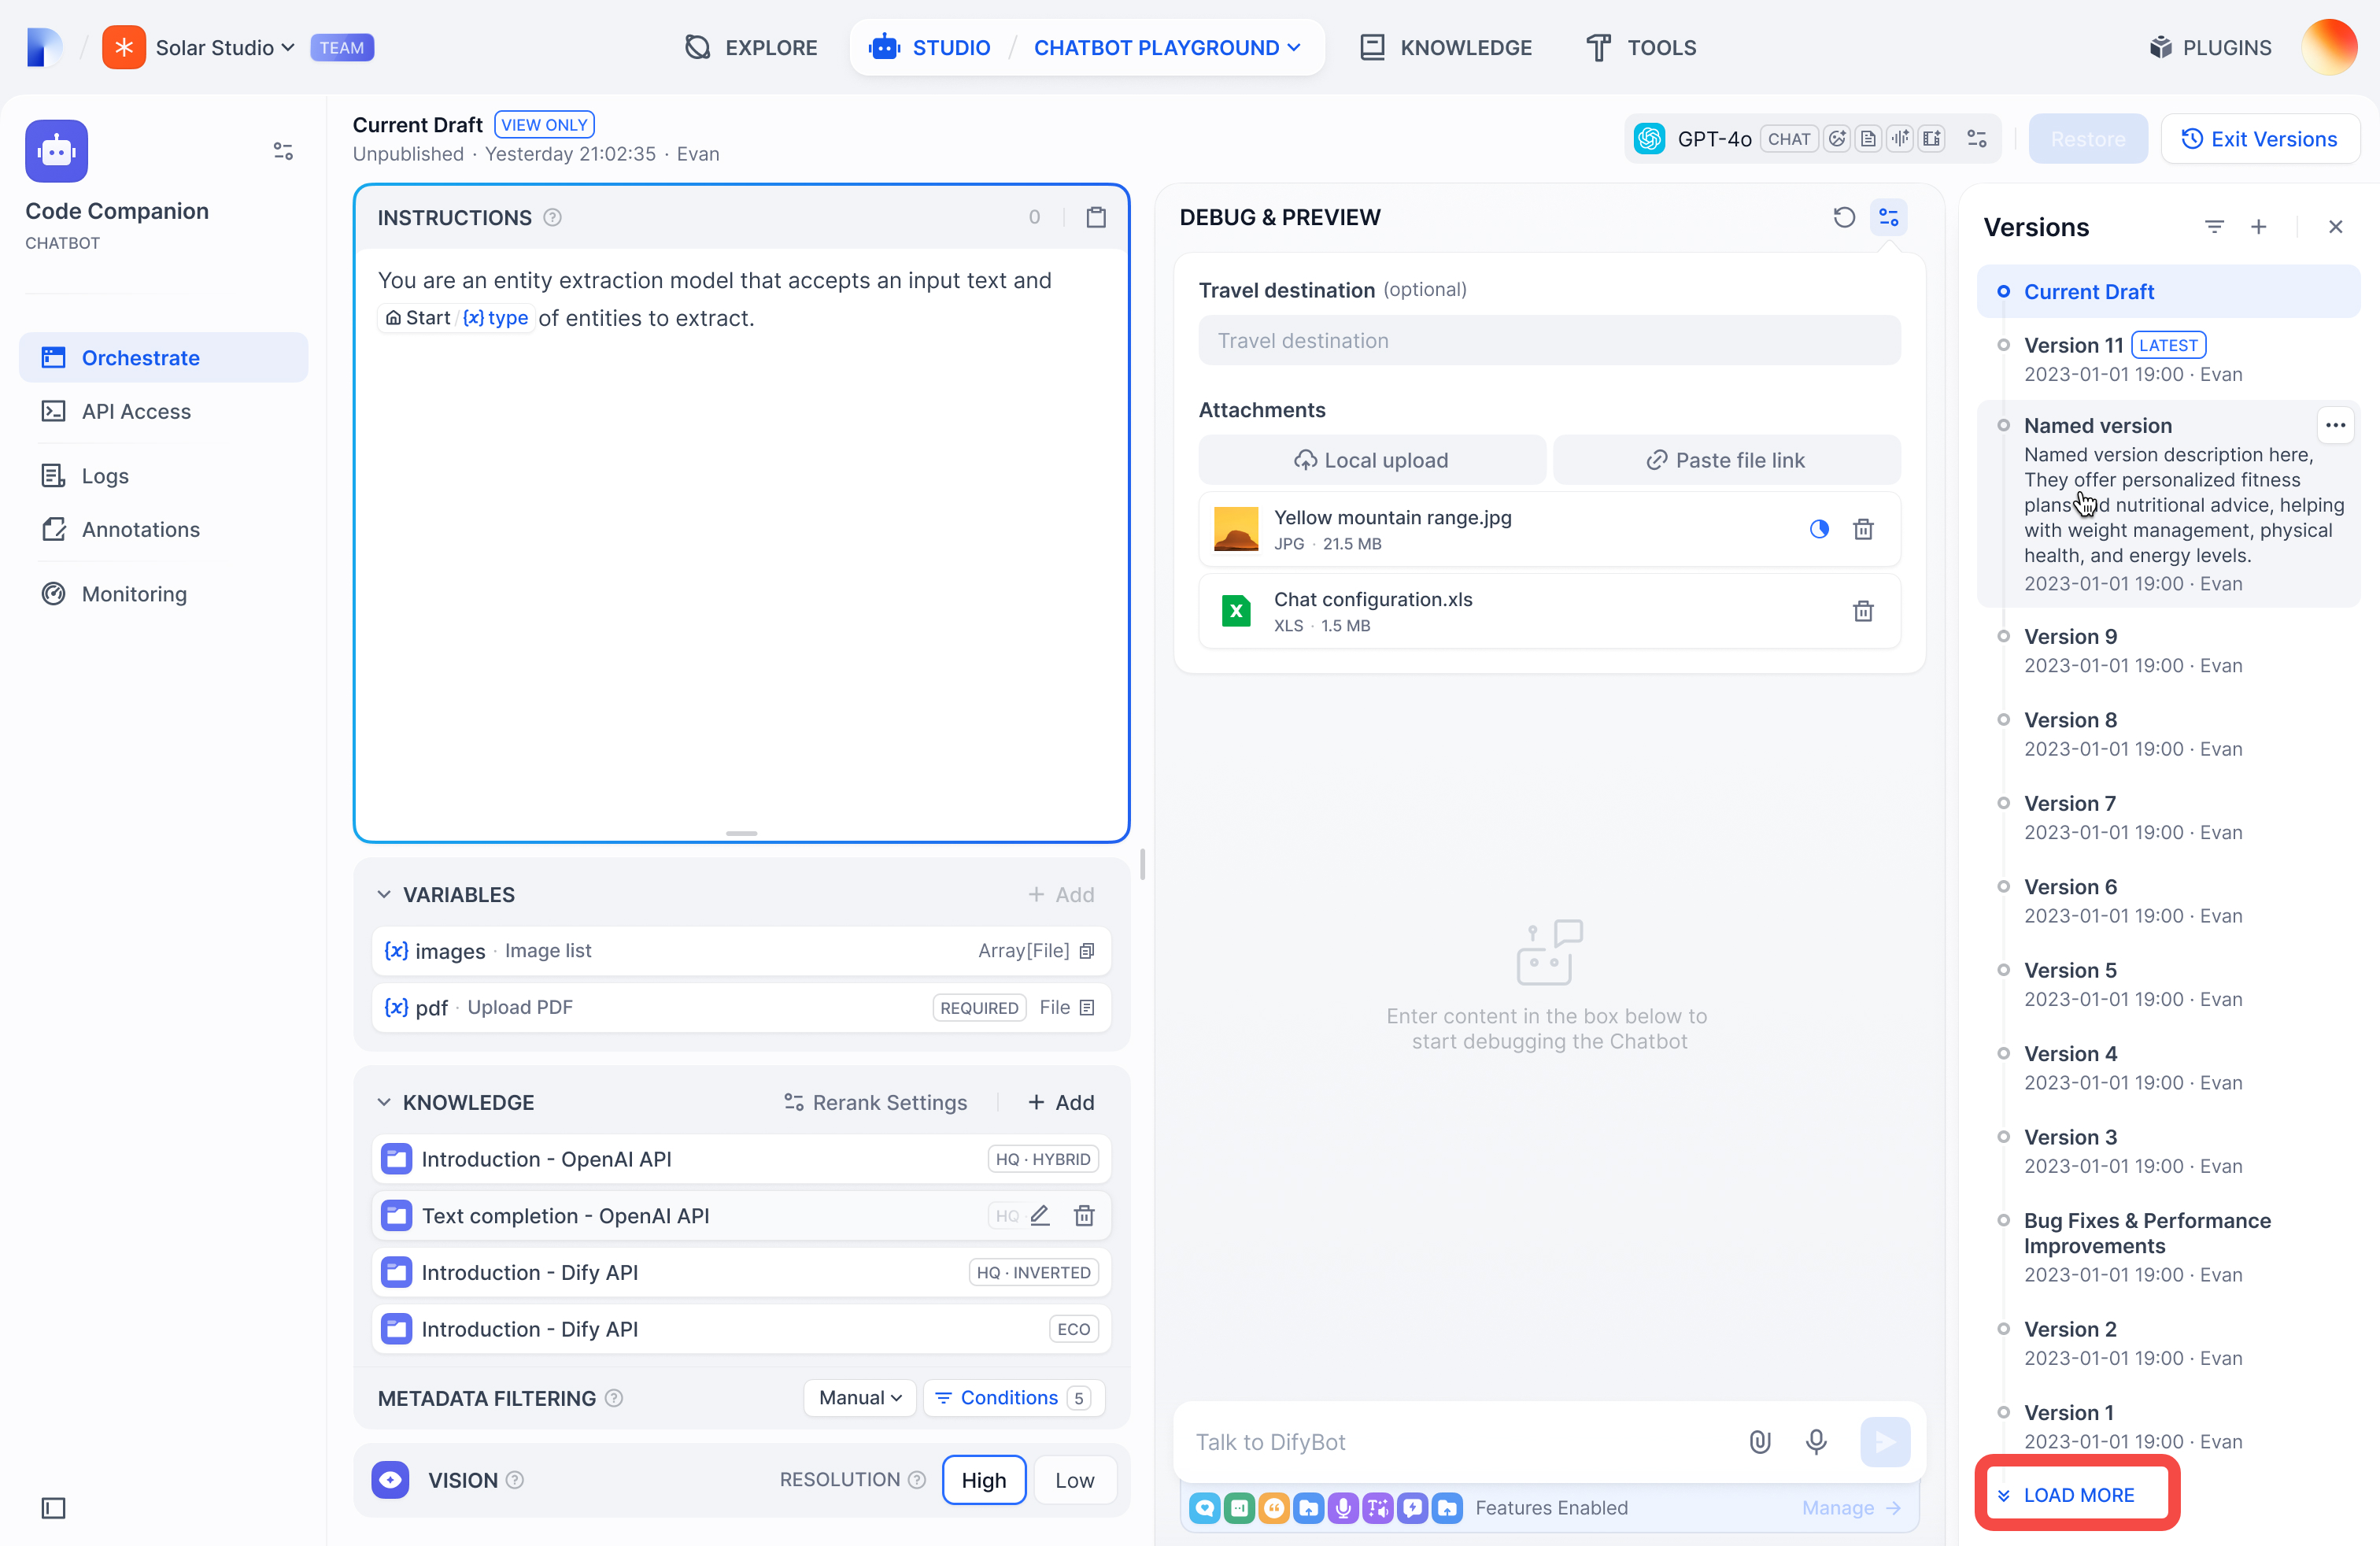 Solar Studio
TEAM
EXPLORE
STUDIO / CHATBOT PLAYGROUND
KNOWLEDGE
TOOLS
PLUGINS
Code Companion
CHATBOT
Orchestrate
API Access
Logs
Annotations
Monitoring
Current Draft VIEW ONLY
Unpublished · Yesterday 21:02:35 · Evan
GPT-4o CHAT
Restore
Exit Versions
INSTRUCTIONS
0
You are an entity extraction model that accepts an input text and
Start / {x} type of entities to extract.
VARIABLES
+ Add
{x} images · Image list
Array[File]
{x} pdf · Upload PDF
REQUIRED File
KNOWLEDGE
Rerank Settings
+ Add
Introduction - OpenAI API
HQ · HYBRID
Text completion - OpenAI API
HQ
Introduction - Dify API
HQ · INVERTED
Introduction - Dify API
ECO
METADATA FILTERING
Manual
Conditions 5
VISION
RESOLUTION
High
Low
DEBUG & PREVIEW
Travel destination (optional)
Travel destination
Attachments
Local upload
Paste file link
Yellow mountain range.jpg
JPG · 21.5 MB
X
Chat configuration.xls
XLS · 1.5 MB
Enter content in the box below to
start debugging the Chatbot
Talk to DifyBot
Features Enabled
Manage →
Versions
Current Draft
Version 11 LATEST
2023-01-01 19:00 · Evan
Named version
Named version description here,
They offer personalized fitness
plans nutritional advice, helping
with weight management, physical
health, and energy levels.
2023-01-01 19:00 · Evan
Version 9
2023-01-01 19:00 · Evan
Version 8
2023-01-01 19:00 · Evan
Version 7
2023-01-01 19:00 · Evan
Version 6
2023-01-01 19:00 · Evan
Version 5
2023-01-01 19:00 · Evan
Version 4
2023-01-01 19:00 · Evan
Version 3
2023-01-01 19:00 · Evan
Bug Fixes & Performance
Improvements
2023-01-01 19:00 · Evan
Version 2
2023-01-01 19:00 · Evan
Version 1
2023-01-01 19:00 · Evan
LOAD MORE